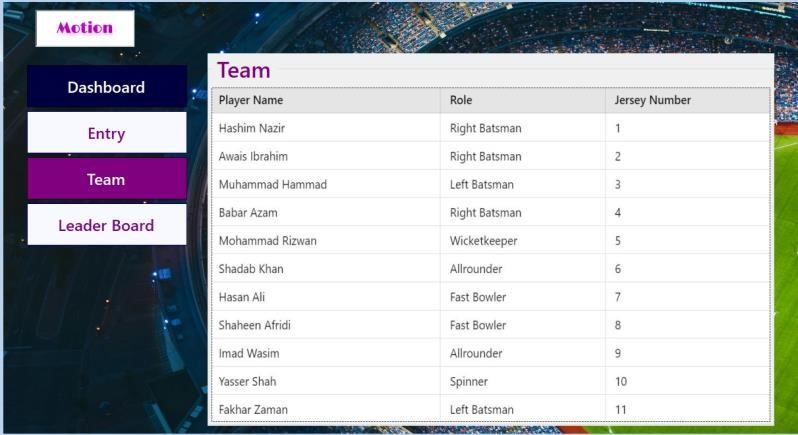 Motion
Dashboard
Entry
Team
Leader Board
Team
Player Name Role Jersey Number
Hashim Nazir Right Batsman 1
Awais Ibrahim Right Batsman 2
Muhammad Hammad Left Batsman 3
Babar Azam Right Batsman 4
Mohammad Rizwan Wicketkeeper 5
Shadab Khan Allrounder 6
Hasan Ali Fast Bowler 7
Shaheen Afridi Fast Bowler 8
Imad Wasim Allrounder 9
Yasser Shah Spinner 10
Fakhar Zaman Left Batsman 11